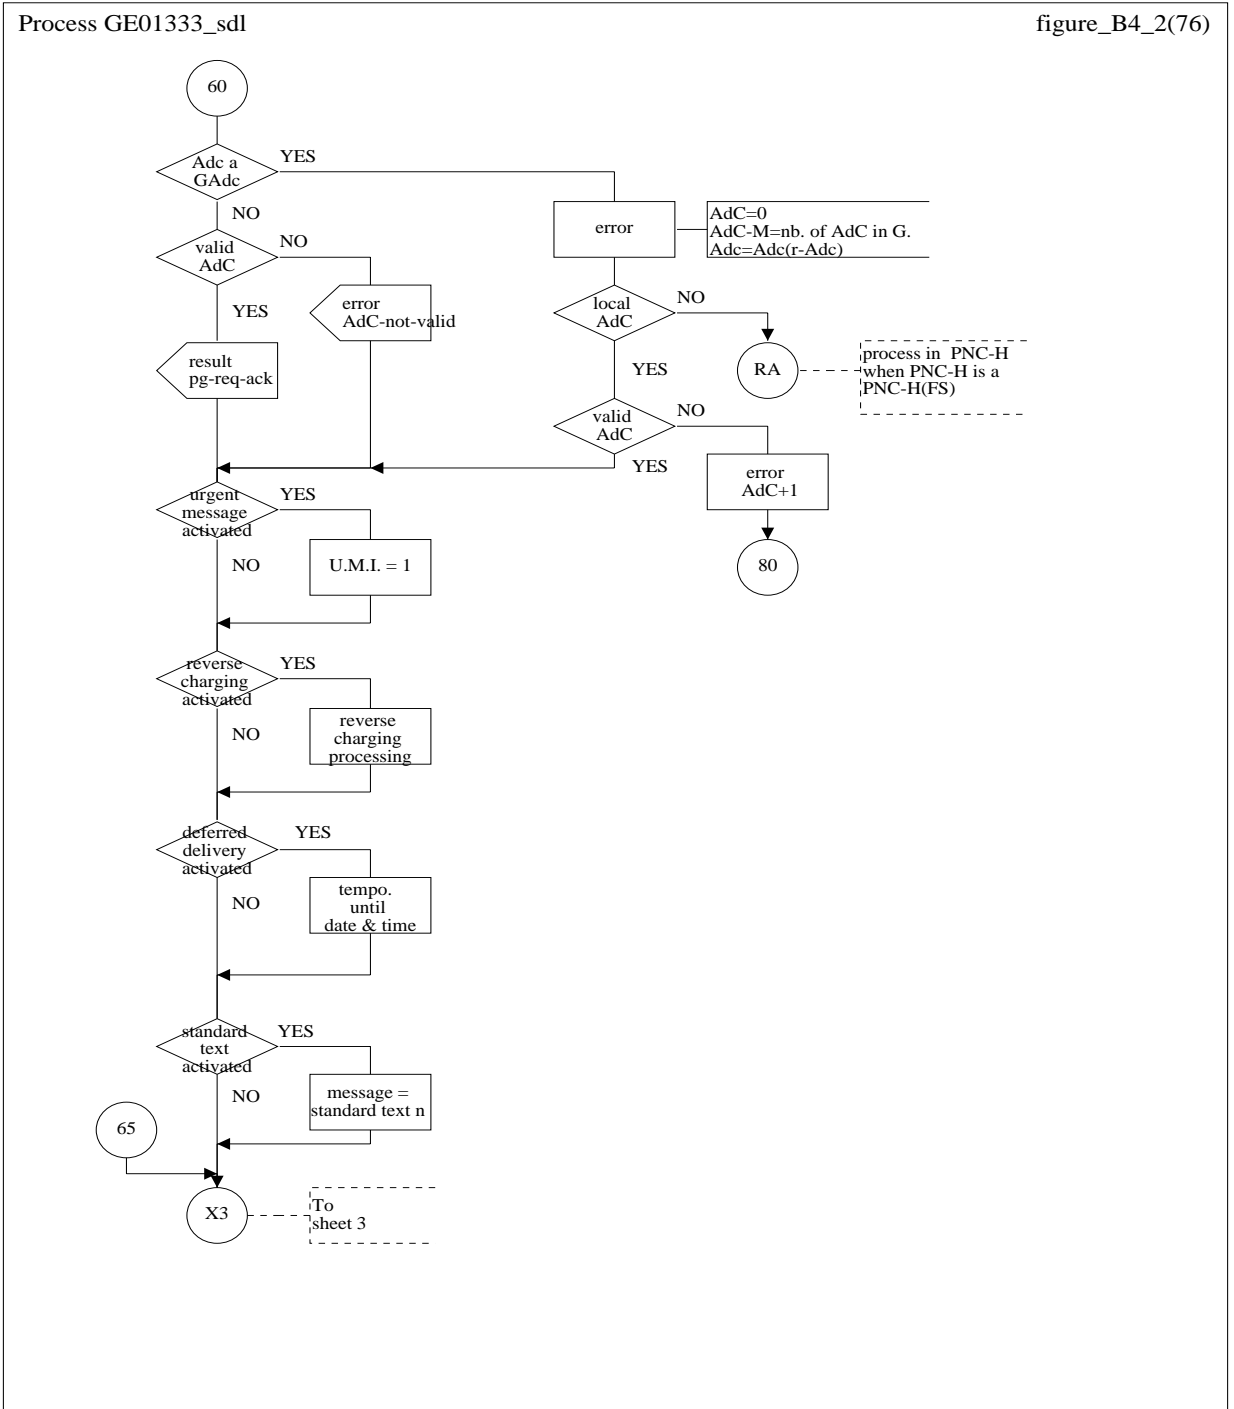 Process GE01333_sdl
figure_B4_2(76)
60
Adc a
GAdc
YES
NO
error
AdC=0
AdC-M=nb. of AdC in G.
Adc=Adc(r-Adc)
valid
AdC
NO
YES
error
AdC-not-valid
local
AdC
NO
YES
result
pg-req-ack
RA
process in PNC-H
when PNC-H is a
PNC-H(FS)
valid
AdC
NO
YES
error
AdC+1
80
urgent
message
activated
YES
NO
U.M.I. = 1
reverse
charging
activated
YES
NO
reverse
charging
processing
deferred
delivery
activated
YES
NO
tempo.
until
date & time
standard
text
activated
YES
NO
message =
standard text n
65
X3
To
sheet 3